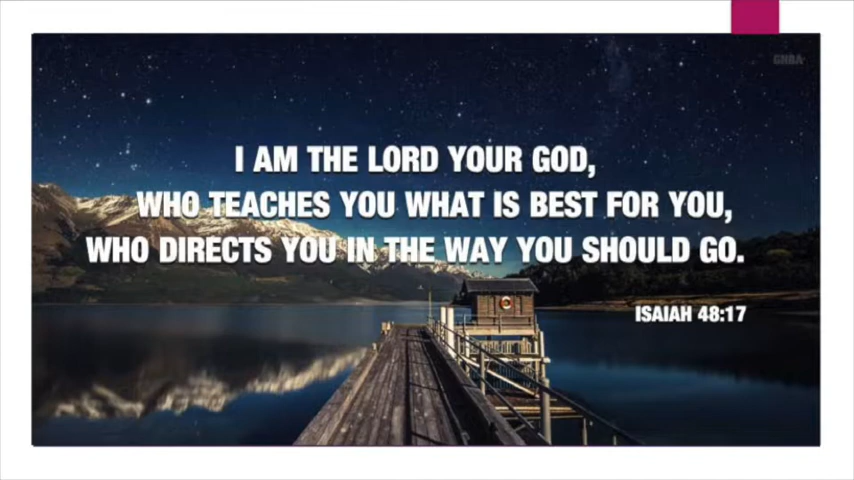 I AM THE LORD YOUR GOD,
WHO TEACHES YOU WHAT IS BEST FOR YOU,
WHO DIRECTS YOU IN THE WAY YOU SHOULD GO.
ISAIAH 48:17